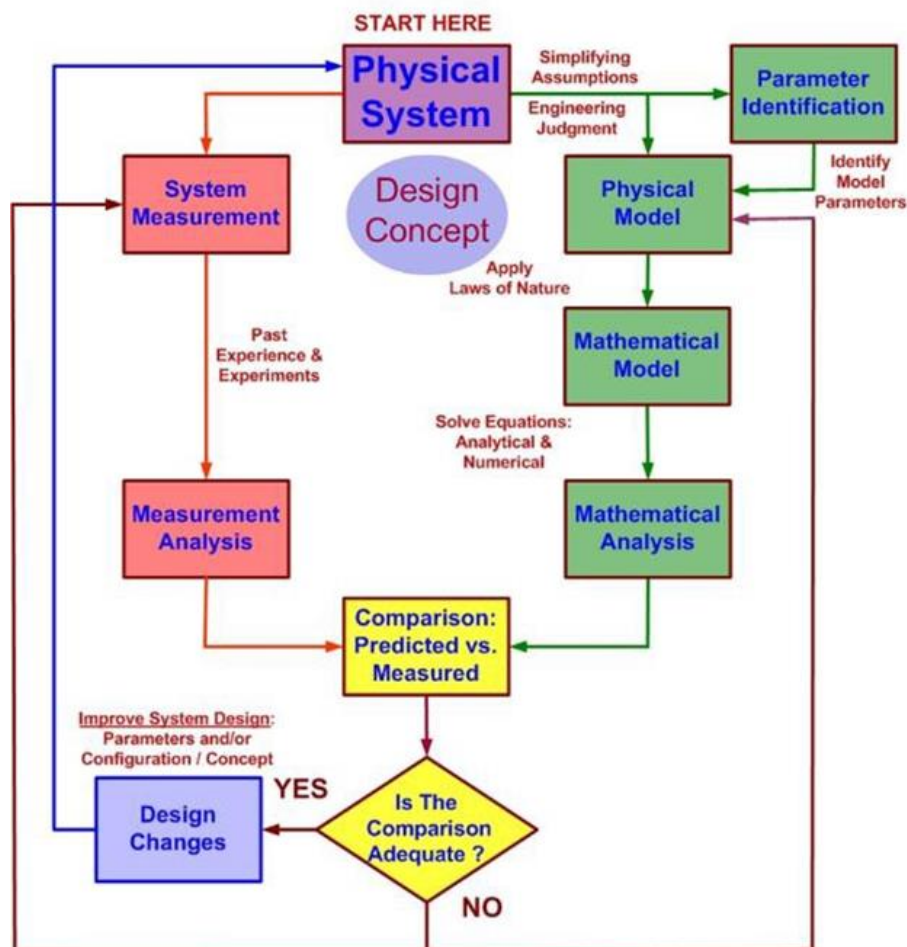 START HERE
Physical
System
Simplifying
Assumptions
Engineering
Judgment
Parameter
Identification
System
Measurement
Design
Concept
Physical
Model
Identify
Model
Parameters
Apply
Laws of Nature
Past
Experience &
Experiments
Mathematical
Model
Solve Equations:
Analytical &
Numerical
Measurement
Analysis
Mathematical
Analysis
Comparison:
Predicted vs.
Measured
Improve System Design:
Parameters and/or
Configuration / Concept
YES
Design
Changes
Is The
Comparison
Adequate ?
NO